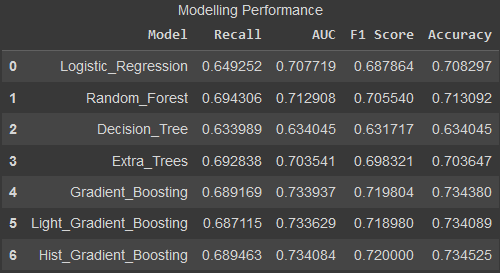 Modelling Performance
Model Recall AUC F1 Score Accuracy
0 Logistic_Regression 0.649252 0.707719 0.687864 0.708297
1 Random_Forest 0.694306 0.712908 0.705540 0.713092
2 Decision_Tree 0.633989 0.634045 0.631717 0.634045
3 Extra_Trees 0.692838 0.703541 0.698321 0.703647
4 Gradient_Boosting 0.689169 0.733937 0.719804 0.734380
5 Light_Gradient_Boosting 0.687115 0.733629 0.718980 0.734089
6 Hist_Gradient_Boosting 0.689463 0.734084 0.720000 0.734525